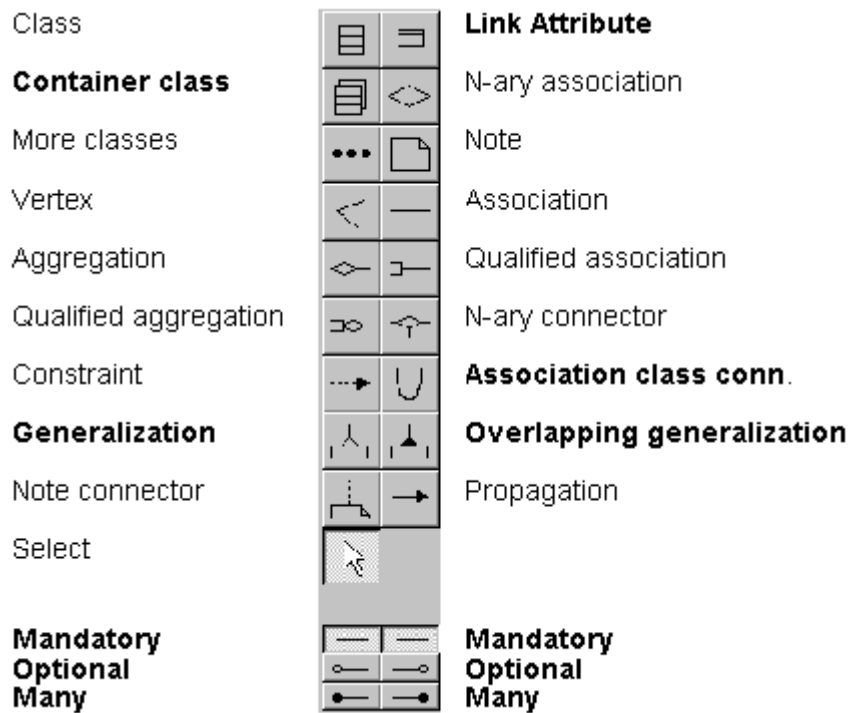 Class Link Attribute
Container class N-ary association
More classes Note
Vertex Association
Aggregation Qualified association
Qualified aggregation N-ary connector
Constraint Association class conn.
Generalization Overlapping generalization
Note connector Propagation
Select
Mandatory Mandatory
Optional Optional
Many Many